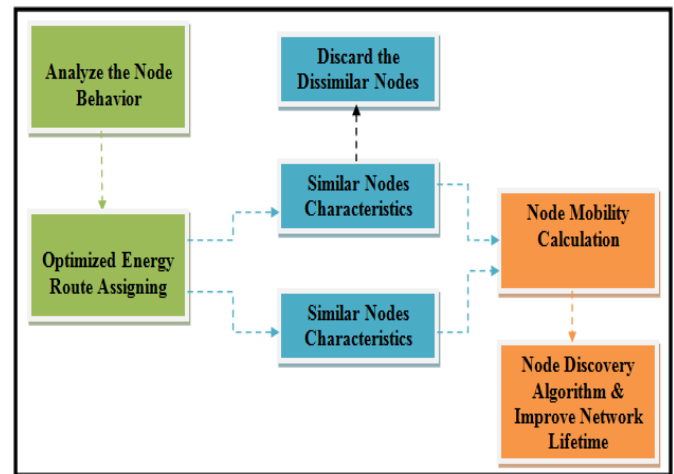 Analyze the Node
Behavior
Discard the
Dissimilar Nodes
Similar Nodes
Characteristics
Node Mobility
Calculation
Optimized Energy
Route Assigning
Similar Nodes
Characteristics
Node Discovery
Algorithm &
Improve Network
Lifetime